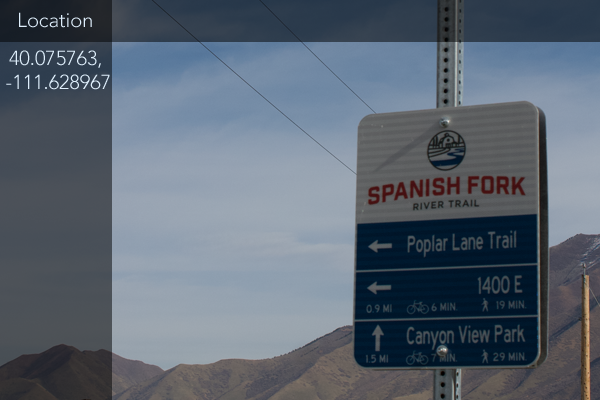 Location
40.075763,
-111.628967
SPANISH FORK
RIVER TRAIL
Poplar Lane Trail
1400 E
0.9 MI 6 MIN. 19 MIN.
Canyon View Park
1.5 MI 7 MIN. 29 MIN.